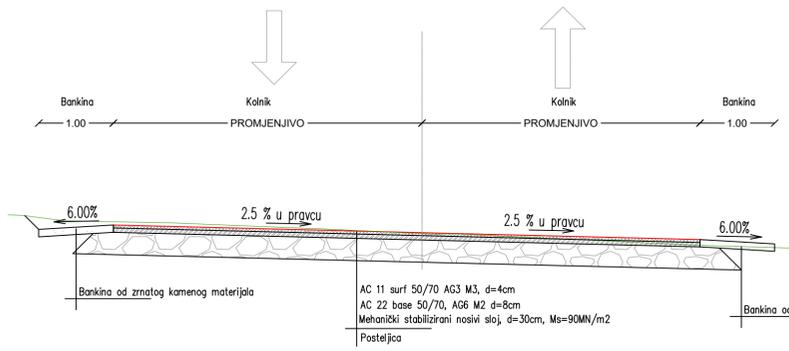 Bankina
Kolnik
Kolnik
Bankina
1.00
PROMJENJIVO
PROMJENJIVO
1.00
6.00%
2.5 % u pravcu
2.5 % u pravcu
6.00%
Bankina od zrnatog kamenog materijala
AC 11 surf 50/70 AG3 M3, d=4cm
AC 22 base 50/70, AG6 M2 d=8cm
Mehanički stabilizirani nosivi sloj, d=30cm, Ms=90MN/m2
Posteljica
Bankina od